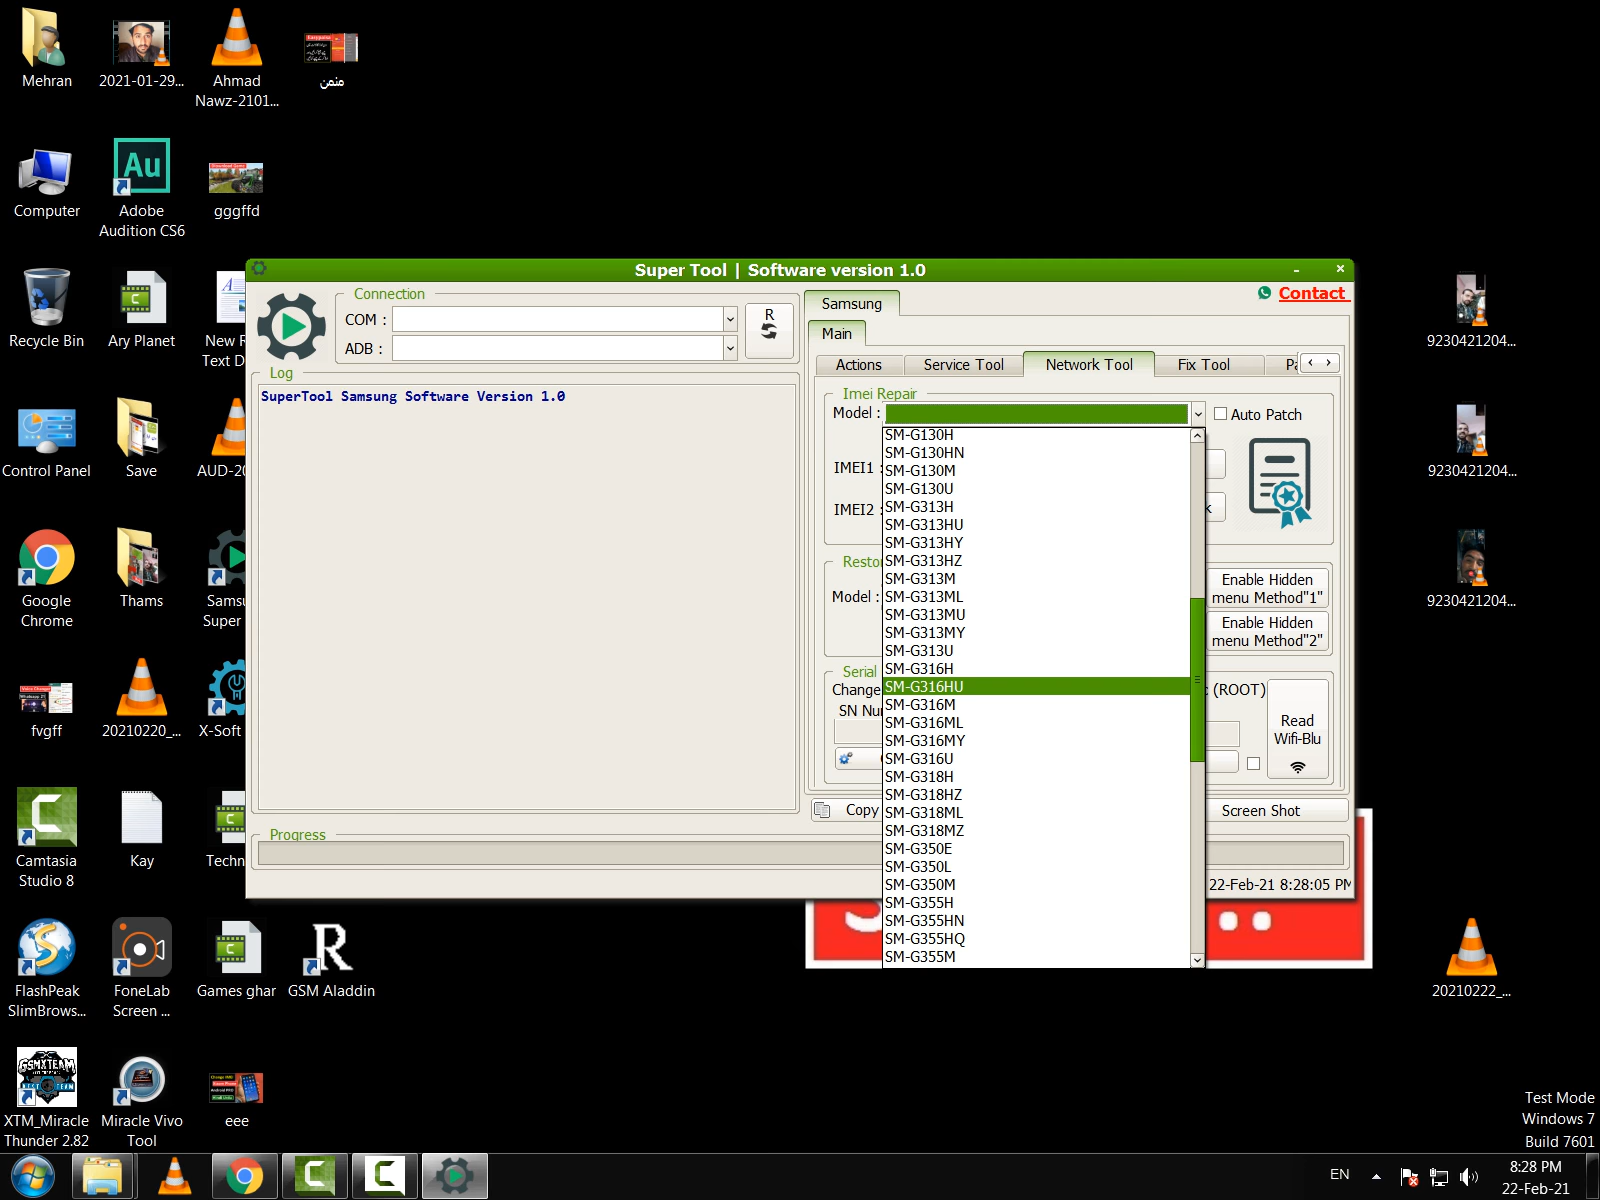 Mehran
2021-01-29...
Ahmad
Nawz-2101...
منمن
Computer
Adobe
Audition CS6
gggffd
Recycle Bin
Ary Planet
New R
Text D
Control Panel
Save
AUD-20
Google
Chrome
Thams
Samsu
Super
fvgff
20210220_...
X-Soft
Camtasia
Studio 8
Kay
Techn
FlashPeak
SlimBrows...
FoneLab
Screen ...
Games ghar
GSM Aladdin
XTM_Miracle
Thunder 2.82
Miracle Vivo
Tool
eee
9230421204...
9230421204...
9230421204...
20210222_...
Super Tool | Software version 1.0
Contact
Connection
COM :
ADB :
R
Log
SuperTool Samsung Software Version 1.0
Samsung
Main
Actions
Service Tool
Network Tool
Fix Tool
Pa
Imei Repair
Model :
Auto Patch
IMEI1 :
IMEI2 :
k
SM-G130H
SM-G130HN
SM-G130M
SM-G130U
SM-G313H
SM-G313HU
SM-G313HY
SM-G313HZ
SM-G313M
SM-G313ML
SM-G313MU
SM-G313MY
SM-G313U
SM-G316H
SM-G316HU
SM-G316M
SM-G316ML
SM-G316MY
SM-G316U
SM-G318H
SM-G318HZ
SM-G318ML
SM-G318MZ
SM-G350E
SM-G350L
SM-G350M
SM-G355H
SM-G355HN
SM-G355HQ
SM-G355M
Resto
Model :
Enable Hidden
menu Method"1"
Enable Hidden
menu Method"2"
Serial
Change
(ROOT)
SN Nu
Read
Wifi-Blu
Copy
Screen Shot
Progress
22-Feb-21 8:28:05 PM
Test Mode
Windows 7
Build 7601
EN
8:28 PM
22-Feb-21